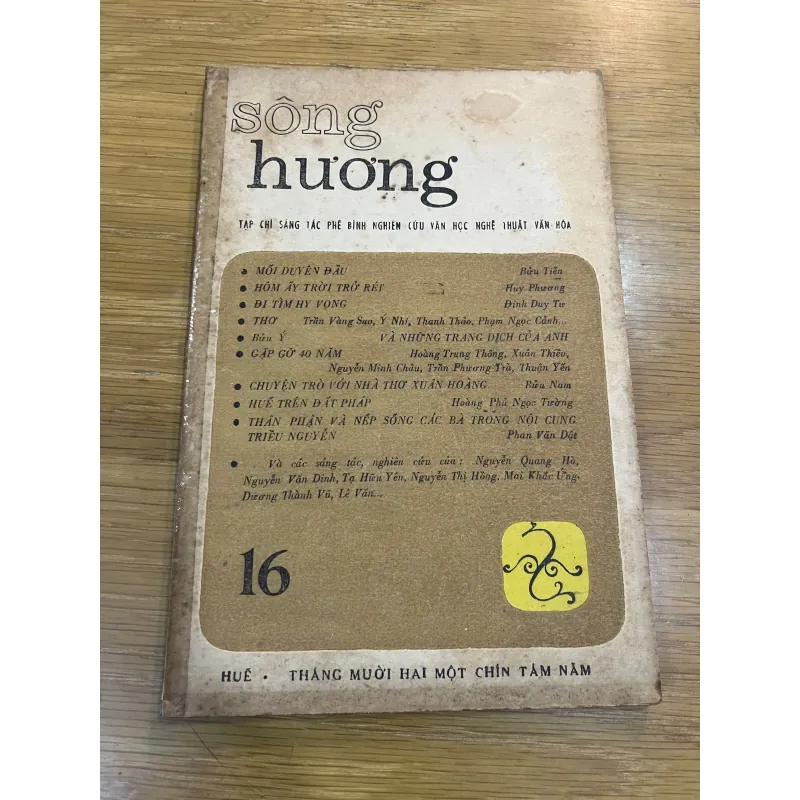 sông
hương
TẠP CHÍ SÁNG TÁC PHÊ BÌNH NGHIÊN CỨU VĂN HỌC NGHỆ THUẬT VĂN HÓA
• MỐI DUYÊN ĐẦU Bửu Tiến
• HÔM ẤY TRỜI TRỞ RÉT Huy Phương
• ĐI TÌM HY VỌNG Đinh Duy Tư
• THƠ Trần Vàng Sao, Ý Nhi, Thanh Thảo, Phạm Ngọc Cảnh...
• Bửu Ý VÀ NHỮNG TRANG DỊCH CỦA ANH
• GẶP GỠ 40 NĂM Hoàng Trung Thông, Xuân Thiều,
Nguyễn Minh Châu, Trần Phương Trà, Thuận Yến
• CHUYỆN TRÒ VỚI NHÀ THƠ XUÂN HOÀNG Bửu Nam
• HUẾ TRÊN ĐẤT PHÁP Hoàng Phủ Ngọc Tường
• THÂN PHẬN VÀ NẾP SỐNG CÁC BÀ TRONG NỘI CUNG
TRIỀU NGUYỄN Phan Văn Dật
• Và các sáng tác, nghiên cứu của: Nguyễn Quang Hà,
Nguyễn Văn Dinh, Tạ Hữu Yên, Nguyễn Thị Hồng, Mai Khắc Ứng,
Dương Thành Vũ, Lê Văn...
16
HUẾ • THÁNG MƯỜI HAI MỘT CHÍN TÁM NĂM